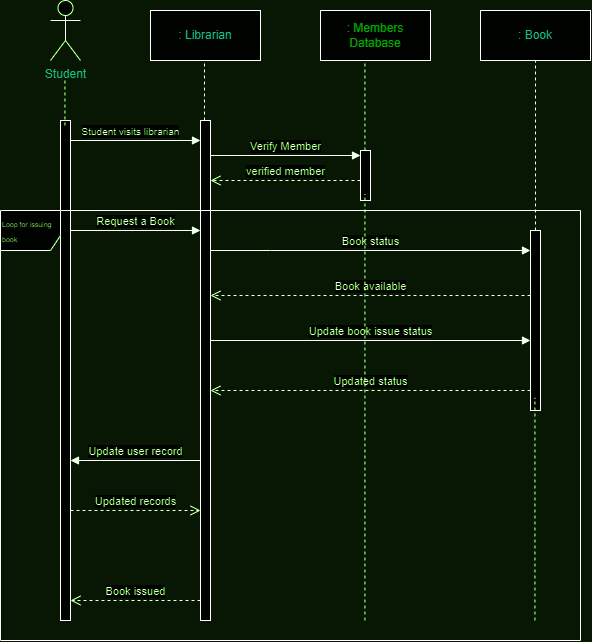 : Librarian
: Members
Database
: Book
Student
Student visits librarian
Verify Member
verified member
Loop for issuing
book
Request a Book
Book status
Book available
Update book issue status
Updated status
Update user record
Updated records
Book issued